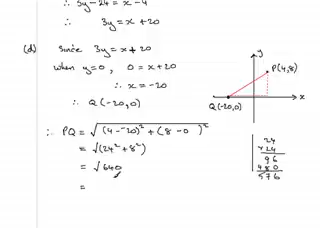 ∴ 3y - 24 = x - 4
∴ 3y = x + 20
(d) Since 3y = x + 20
when y = 0, 0 = x + 20
∴ x = -20
∴ Q(-20,0)
y
P(4,8)
Q(-20,0)
x
∴ PQ = √((4 - -20)² + (8 - 0)²)
= √(24² + 8²)
= √640
=
24
x 24
96
480
576